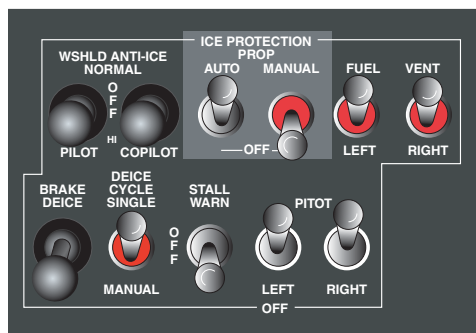 ICE PROTECTION
WSHLD ANTI-ICE
NORMAL
PROP
AUTO MANUAL
FUEL VENT
OFF
HI
PILOT COPILOT
OFF
LEFT RIGHT
BRAKE
DEICE
DEICE
CYCLE
SINGLE
MANUAL
STALL
WARN
OFF
PITOT
LEFT RIGHT
OFF